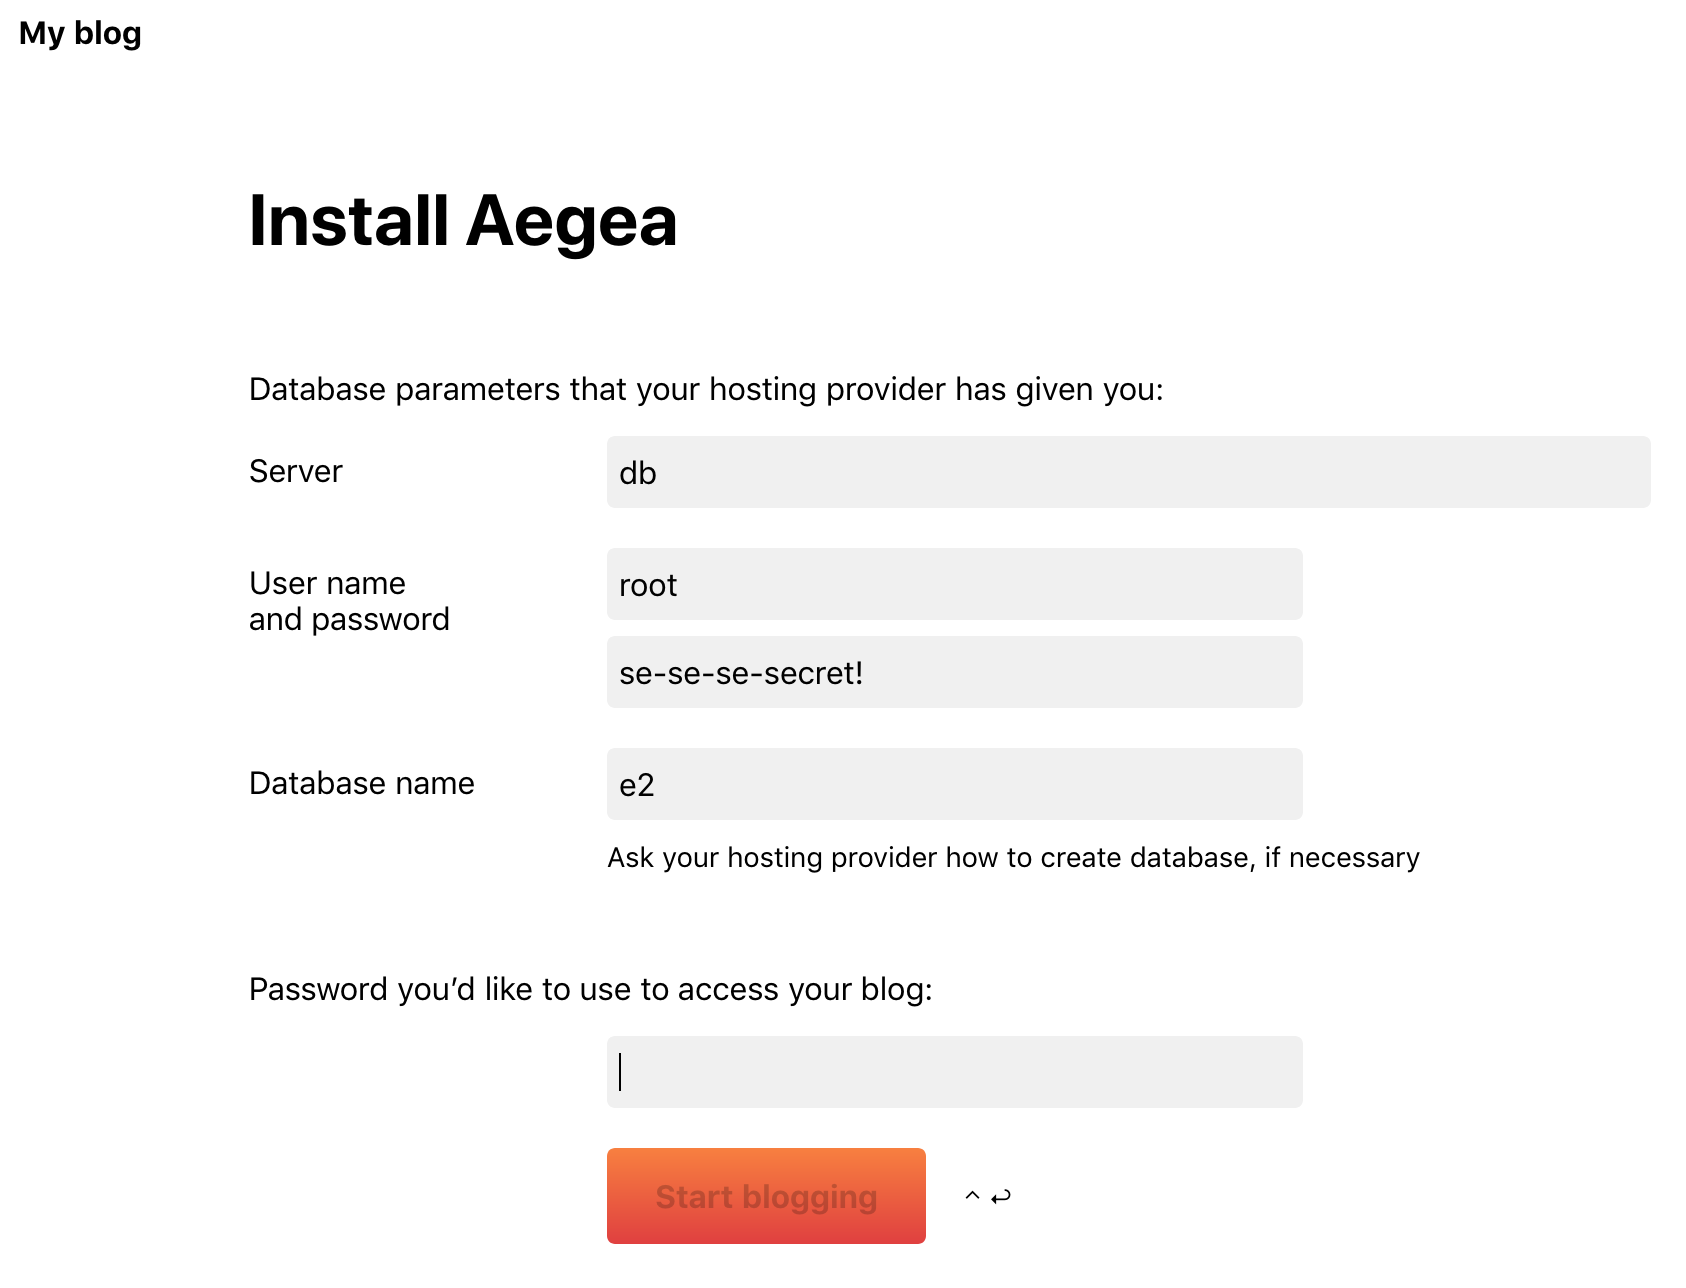 My blog
Install Aegea
Database parameters that your hosting provider has given you:
Server
db
User name
and password
root
se-se-se-secret!
Database name
e2
Ask your hosting provider how to create database, if necessary
Password you’d like to use to access your blog:
Start blogging
⌃ ↩